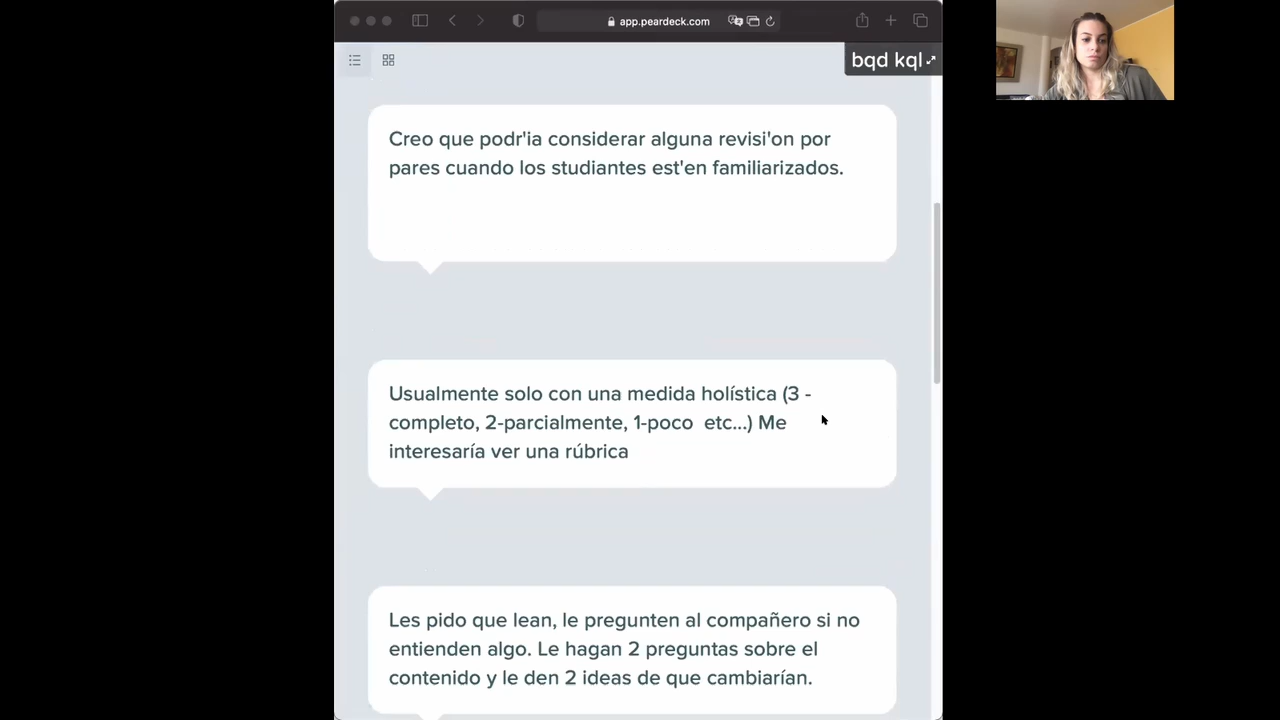 app.peardeck.com
bqd kql
Creo que podr'ia considerar alguna revisi'on por
pares cuando los studiantes est'en familiarizados.
Usualmente solo con una medida holística (3 -
completo, 2-parcialmente, 1-poco  etc...) Me
interesaría ver una rúbrica
Les pido que lean, le pregunten al compañero si no
entienden algo. Le hagan 2 preguntas sobre el
contenido y le den 2 ideas de que cambiarían.